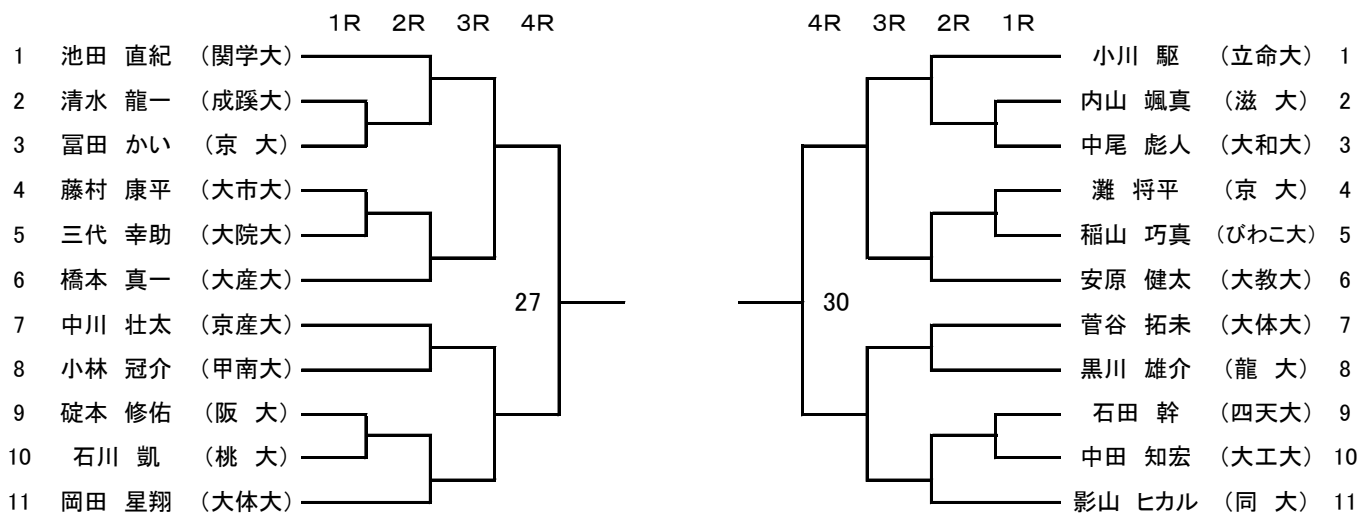 1R 2R 3R 4R 4R 3R 2R 1R
1 池田 直紀 (関学大) 小川 駆 (立命大) 1
2 清水 龍一 (成蹊大) 内山 颯真 (滋 大) 2
3 冨田 かい (京 大) 中尾 彪人 (大和大) 3
4 藤村 康平 (大市大) 灘 将平 (京 大) 4
5 三代 幸助 (大院大) 稲山 巧真 (びわこ大) 5
6 橋本 真一 (大産大) 安原 健太 (大教大) 6
27 30
7 中川 壮太 (京産大) 菅谷 拓未 (大体大) 7
8 小林 冠介 (甲南大) 黒川 雄介 (龍 大) 8
9 碇本 修佑 (阪 大) 石田 幹 (四天大) 9
10 石川 凱 (桃 大) 中田 知宏 (大工大) 10
11 岡田 星翔 (大体大) 影山 ヒカル (同 大) 11